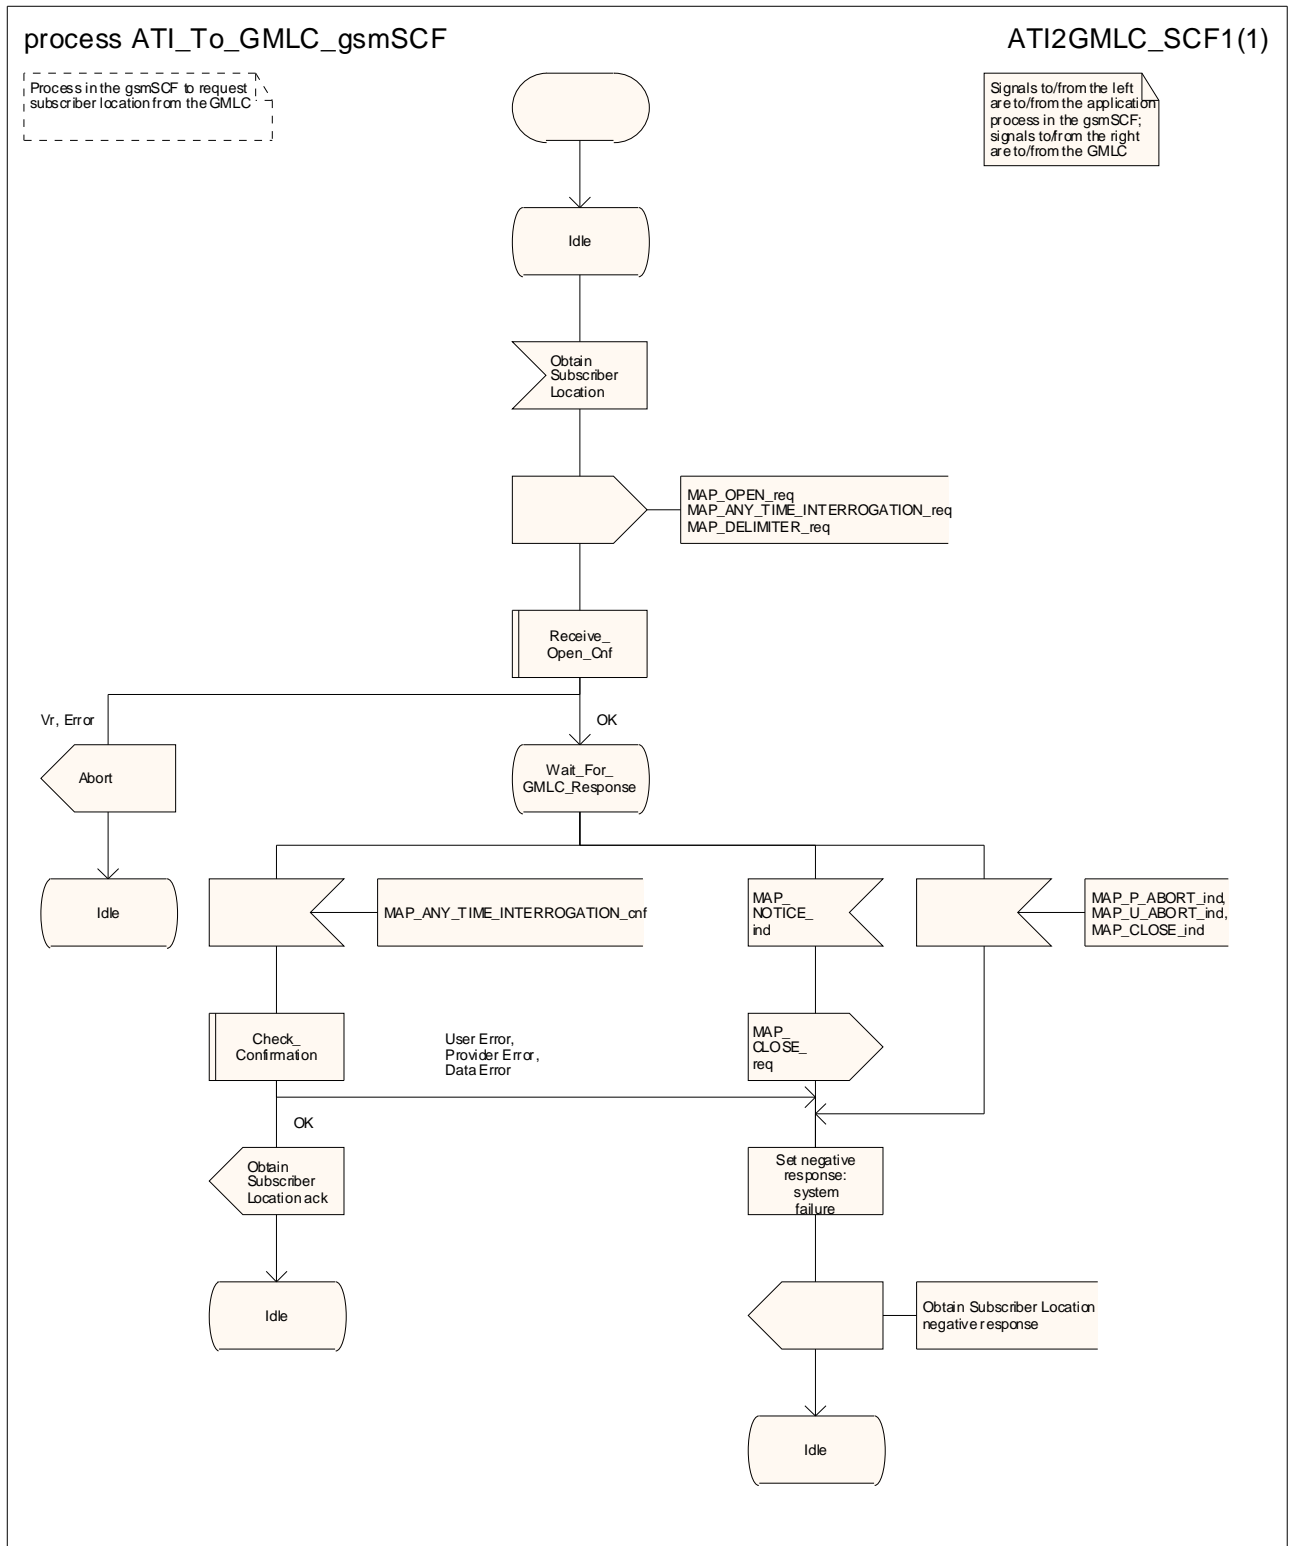 process ATI_To_GMLC_gsmSCF
ATI2GMLC_SCF1(1)
Process in the gsmSCF to request
subscriber location from the GMLC
Signals to/from the left
are to/from the application
process in the gsmSCF;
signals to/from the right
are to/from the GMLC
Idle
Obtain
Subscriber
Location
MAP_OPEN_req
MAP_ANY_TIME_INTERROGATION_req
MAP_DELIMITER_req
Receive_
Open_Cnf
Vr, Error
OK
Abort
Wait_For_
GMLC_Response
Idle
MAP_ANY_TIME_INTERROGATION_cnf
MAP_
NOTICE_
ind
MAP_P_ABORT_ind,
MAP_U_ABORT_ind,
MAP_CLOSE_ind
Check_
Confirmation
User Error,
Provider Error,
Data Error
MAP_
CLOSE_
req
OK
Obtain
Subscriber
Location ack
Set negative
response:
system
failure
Idle
Obtain Subscriber Location
negative response
Idle